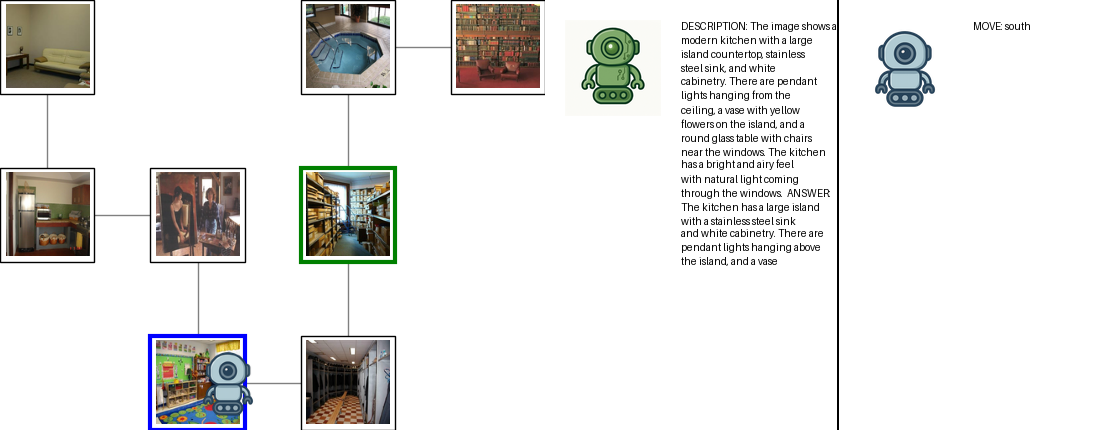 DESCRIPTION: The image shows a
modern kitchen with a large
island countertop, stainless
steel sink, and white
cabinetry. There are pendant
lights hanging from the
ceiling, a vase with yellow
flowers on the island, and a
round glass table with chairs
near the windows. The kitchen
has a bright and airy feel
with natural light coming
through the windows. ANSWER:
The kitchen has a large island
with a stainless steel sink
and white cabinetry. There are
pendant lights hanging above
the island, and a vase
MOVE: south